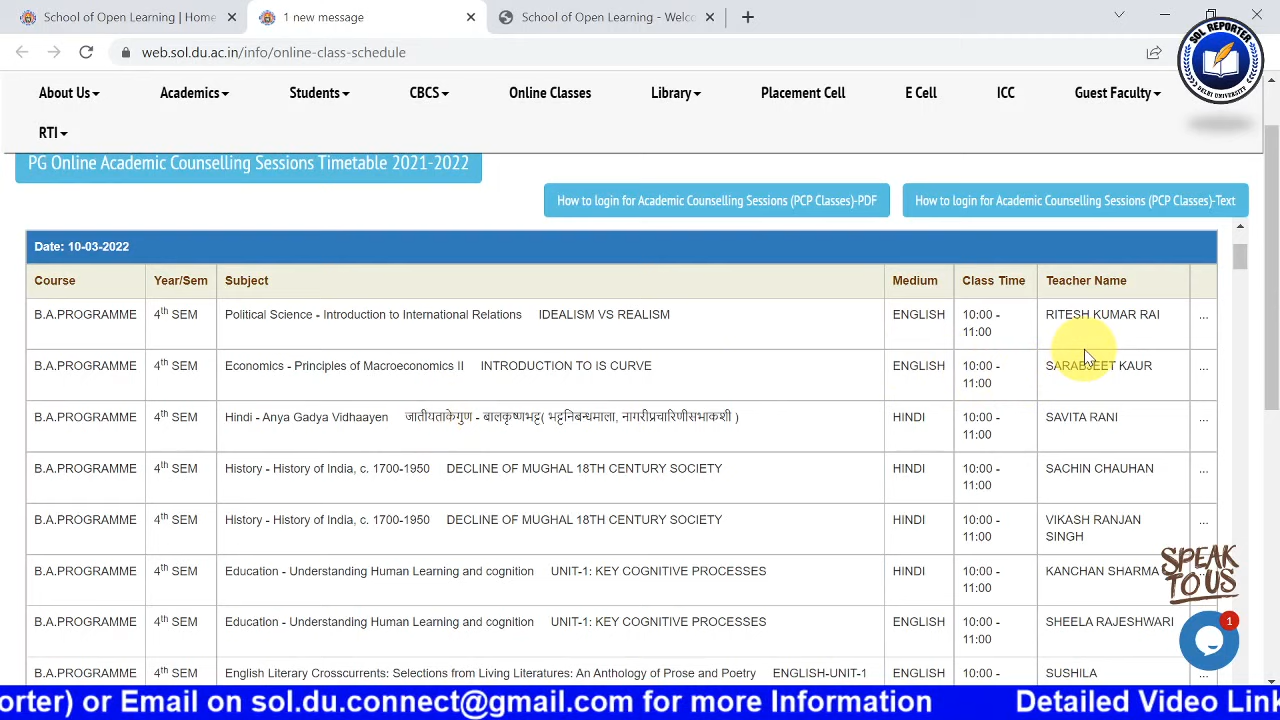 School of Open Learning | Home
1 new message
School of Open Learning - Welco
web.sol.du.ac.in/info/online-class-schedule
SOL REPORTER
DELHI UNIVERSITY
About Us
Academics
Students
CBCS
Online Classes
Library
Placement Cell
E Cell
ICC
Guest Faculty
RTI
PG Online Academic Counselling Sessions Timetable 2021-2022
How to login for Academic Counselling Sessions (PCP Classes)-PDF
How to login for Academic Counselling Sessions (PCP Classes)-Text
Date: 10-03-2022
Course Year/Sem Subject Medium Class Time Teacher Name
B.A.PROGRAMME 4th SEM Political Science - Introduction to International Relations IDEALISM VS REALISM ENGLISH 10:00 - RITESH KUMAR RAI ...
11:00
B.A.PROGRAMME 4th SEM Economics - Principles of Macroeconomics II INTRODUCTION TO IS CURVE ENGLISH 10:00 - SARABJEET KAUR ...
11:00
B.A.PROGRAMME 4th SEM Hindi - Anya Gadya Vidhaayen जातीयताकेगुण - बालकृष्णभट्ट( भट्टनिबन्धमाला, नागरीप्रचारिणीसभाकशी ) HINDI 10:00 - SAVITA RANI ...
11:00
B.A.PROGRAMME 4th SEM History - History of India, c. 1700-1950 DECLINE OF MUGHAL 18TH CENTURY SOCIETY HINDI 10:00 - SACHIN CHAUHAN ...
11:00
B.A.PROGRAMME 4th SEM History - History of India, c. 1700-1950 DECLINE OF MUGHAL 18TH CENTURY SOCIETY HINDI 10:00 - VIKASH RANJAN ...
11:00 SINGH
B.A.PROGRAMME 4th SEM Education - Understanding Human Learning and cognition UNIT-1: KEY COGNITIVE PROCESSES HINDI 10:00 - KANCHAN SHARMA
11:00
B.A.PROGRAMME 4th SEM Education - Understanding Human Learning and cognition UNIT-1: KEY COGNITIVE PROCESSES ENGLISH 10:00 - SHEELA RAJESHWARI
11:00
B.A.PROGRAMME 4th SEM English Literary Crosscurrents: Selections from Living Literatures: An Anthology of Prose and Poetry ENGLISH-UNIT-1 ENGLISH 10:00 - SUSHILA ...
SPEAK
TO US
1
orter) or Email on sol.du.connect@gmail.com for more Information Detailed Video Link